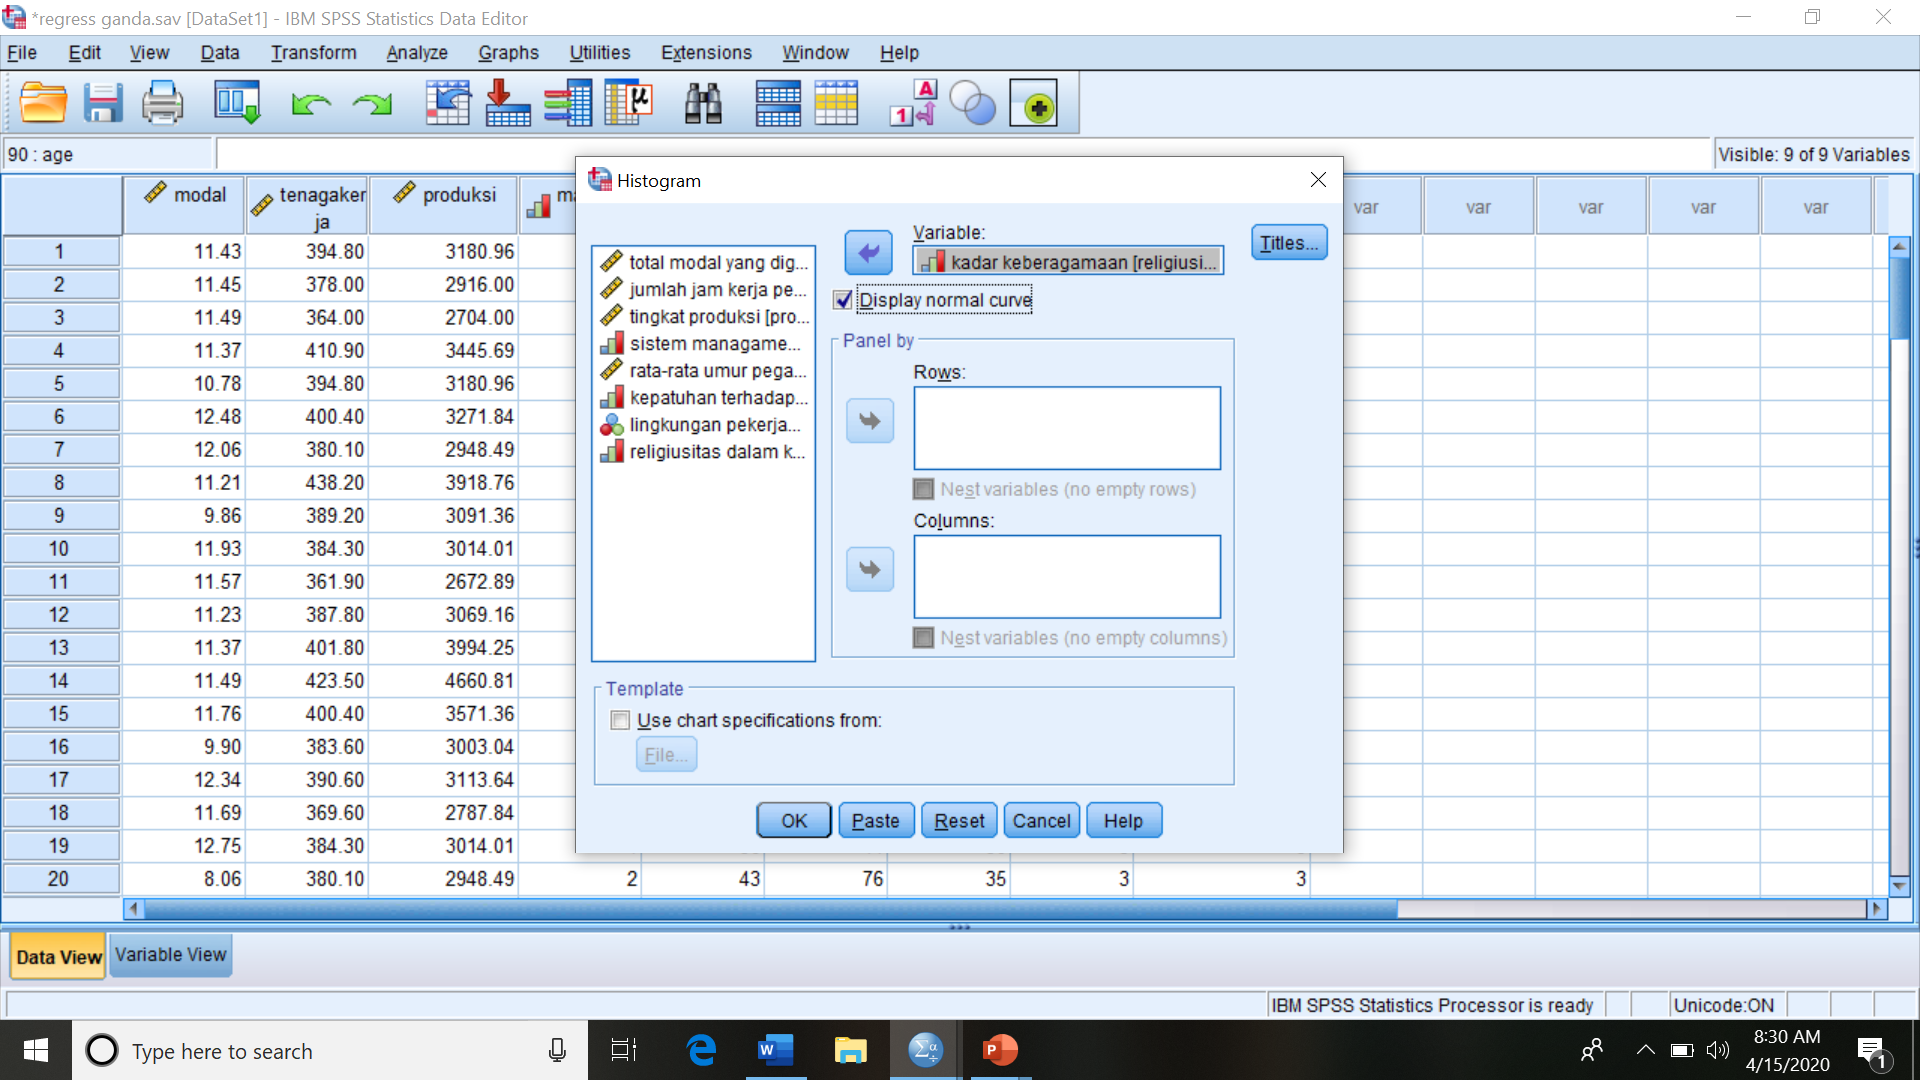 *regress ganda.sav [DataSet1] - IBM SPSS Statistics Data Editor
File Edit View Data Transform Analyze Graphs Utilities Extensions Window Help
90 : age
Visible: 9 of 9 Variables
modal tenagaker produksi
ja
var var var var var
1 11.43 394.80 3180.96
2 11.45 378.00 2916.00
3 11.49 364.00 2704.00
4 11.37 410.90 3445.69
5 10.78 394.80 3180.96
6 12.48 400.40 3271.84
7 12.06 380.10 2948.49
8 11.21 438.20 3918.76
9 9.86 389.20 3091.36
10 11.93 384.30 3014.01
11 11.57 361.90 2672.89
12 11.23 387.80 3069.16
13 11.37 401.80 3994.25
14 11.49 423.50 4660.81
15 11.76 400.40 3571.36
16 9.90 383.60 3003.04
17 12.34 390.60 3113.64
18 11.69 369.60 2787.84
19 12.75 384.30 3014.01
20 8.06 380.10 2948.49 2 43 76 35 3 3
Histogram
total modal yang dig...
jumlah jam kerja pe...
tingkat produksi [pro...
sistem managame...
rata-rata umur pega...
kepatuhan terhadap...
lingkungan pekerja...
religiusitas dalam k...
Variable:
kadar keberagamaan [religiusi...
Titles...
Display normal curve
Panel by
Rows:
Nest variables (no empty rows)
Columns:
Nest variables (no empty columns)
Template
Use chart specifications from:
File...
OK Paste Reset Cancel Help
Data View Variable View
IBM SPSS Statistics Processor is ready
Unicode:ON
Type here to search
8:30 AM
4/15/2020
1